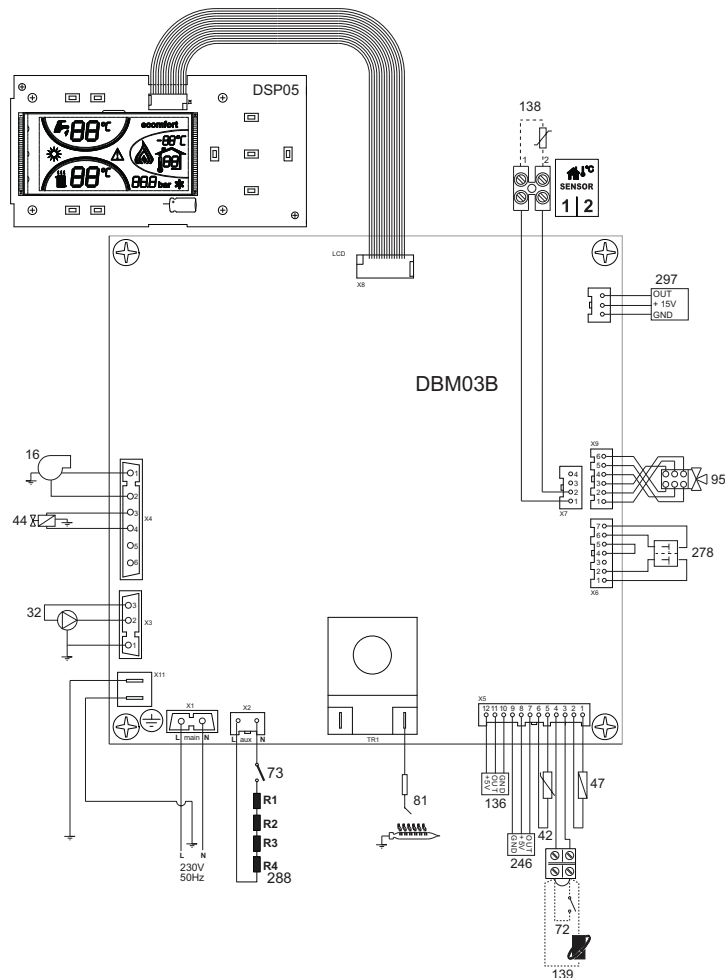 DSP05
88°C
ecomfort
-88°C
88
88°C
88.8 bar
138
1 2
°C
SENSOR
1 2
LCD
X8
297
OUT
+ 15V
GND
DBM03B
16
1
2
3
4
5
6
X4
44
X9
6
5
4
3
2
1
95
4
3
2
1
X7
7
6
5
4
3
2
1
X6
278
32
3
2
1
X3
X11
X1
L main N
X2
L aux N
TR1
X5
12 11 10 9 8 7 6 5 4 3 2 1
73
R1
R2
R3
R4
288
L N
230V
50Hz
81
GND
OUT
+5V
136
OUT
+5V
GND
246
42
47
72
139